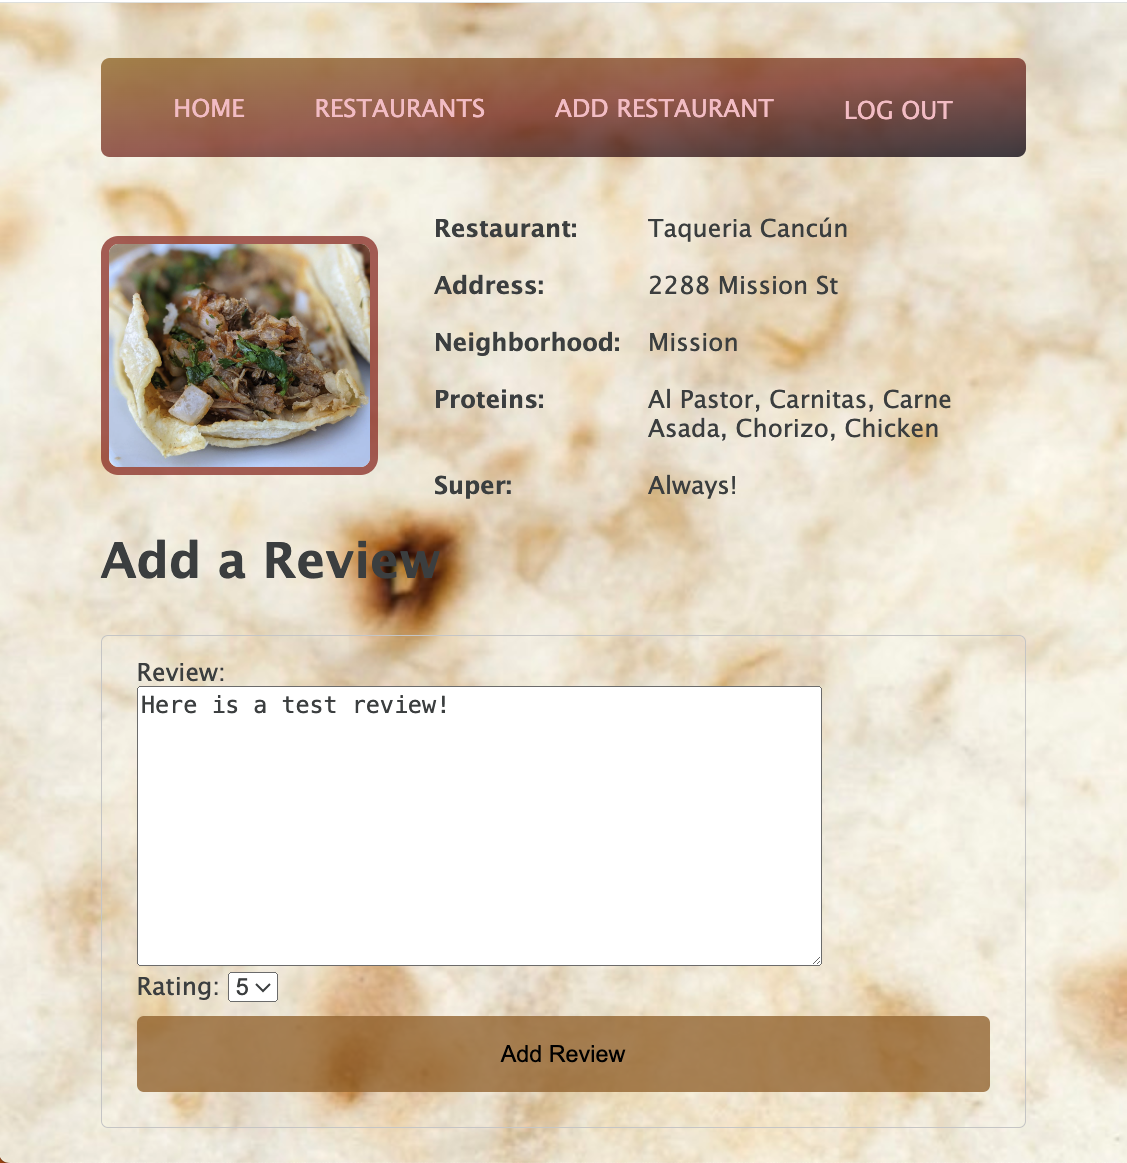 HOME RESTAURANTS ADD RESTAURANT LOG OUT
Restaurant: Taqueria Cancún
Address: 2288 Mission St
Neighborhood: Mission
Proteins: Al Pastor, Carnitas, Carne
Asada, Chorizo, Chicken
Super: Always!
Add a Review
Review:
Here is a test review!
Rating: 5
Add Review